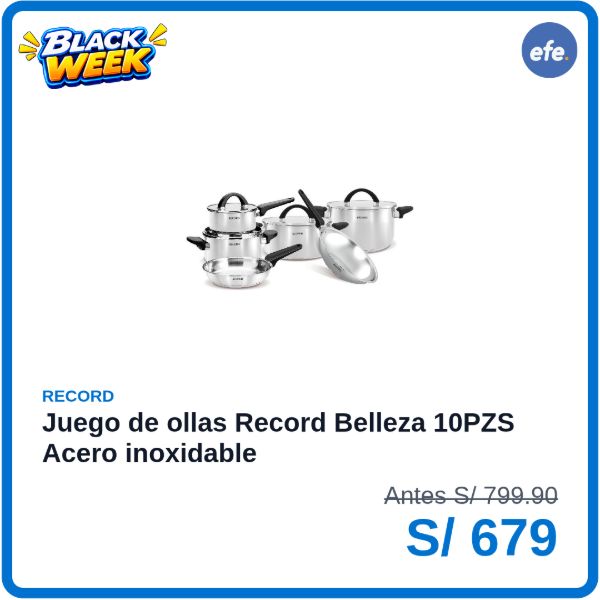 BLACK
WEEK
efe.
RECORD
Juego de ollas Record Belleza 10PZS
Acero inoxidable
Antes S/ 799.90
S/ 679